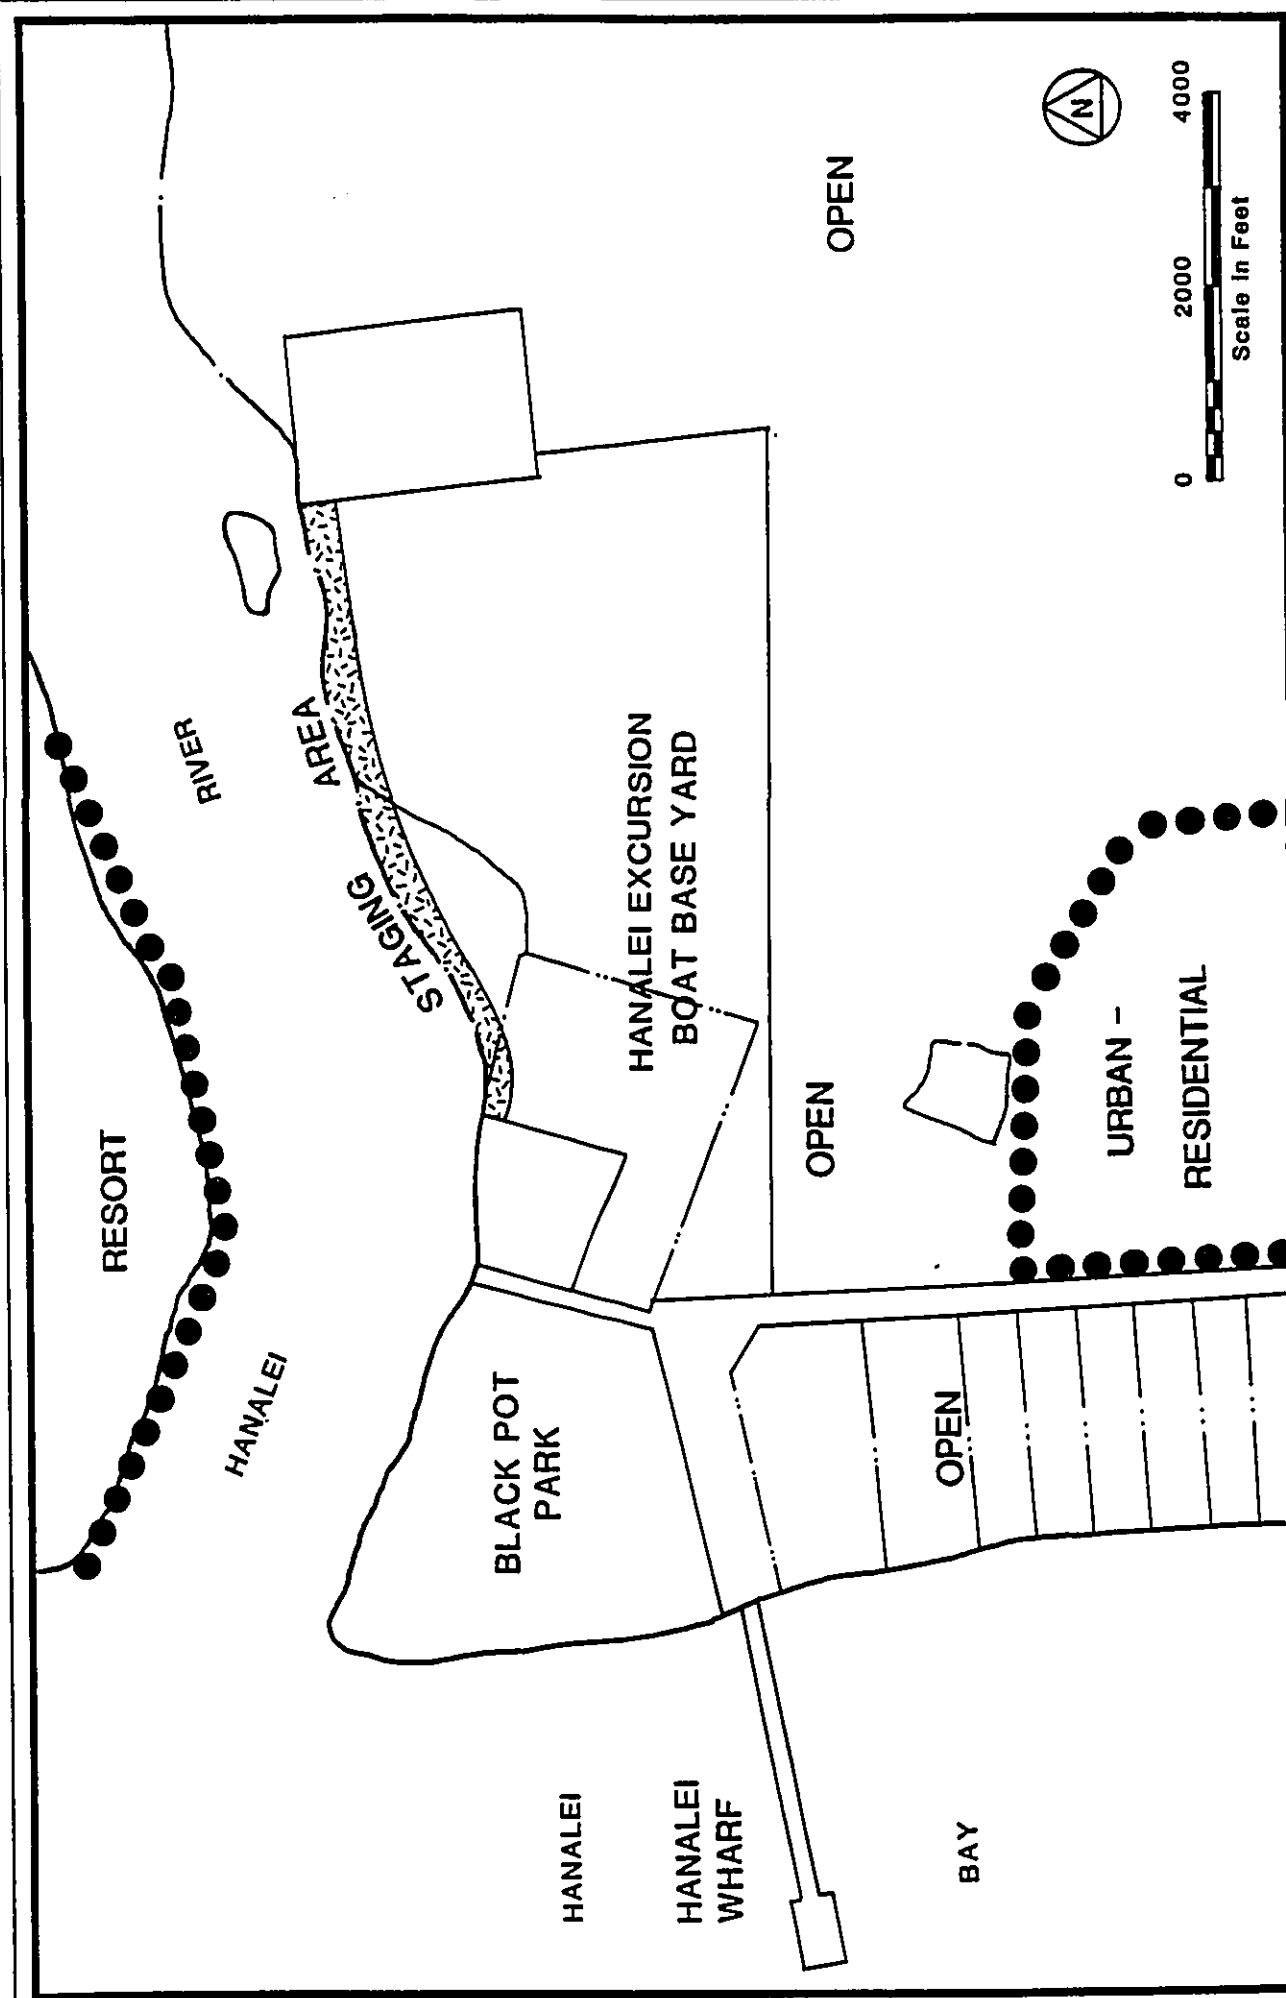 RESORT
HANALEI
RIVER
STAGING
AREA
BLACK POT
PARK
HANALEI EXCURSION
BOAT BASE YARD
HANALEI
HANALEI
WHARF
BAY
OPEN
OPEN
OPEN
URBAN –
RESIDENTIAL
N
0 2000 4000
Scale In Feet